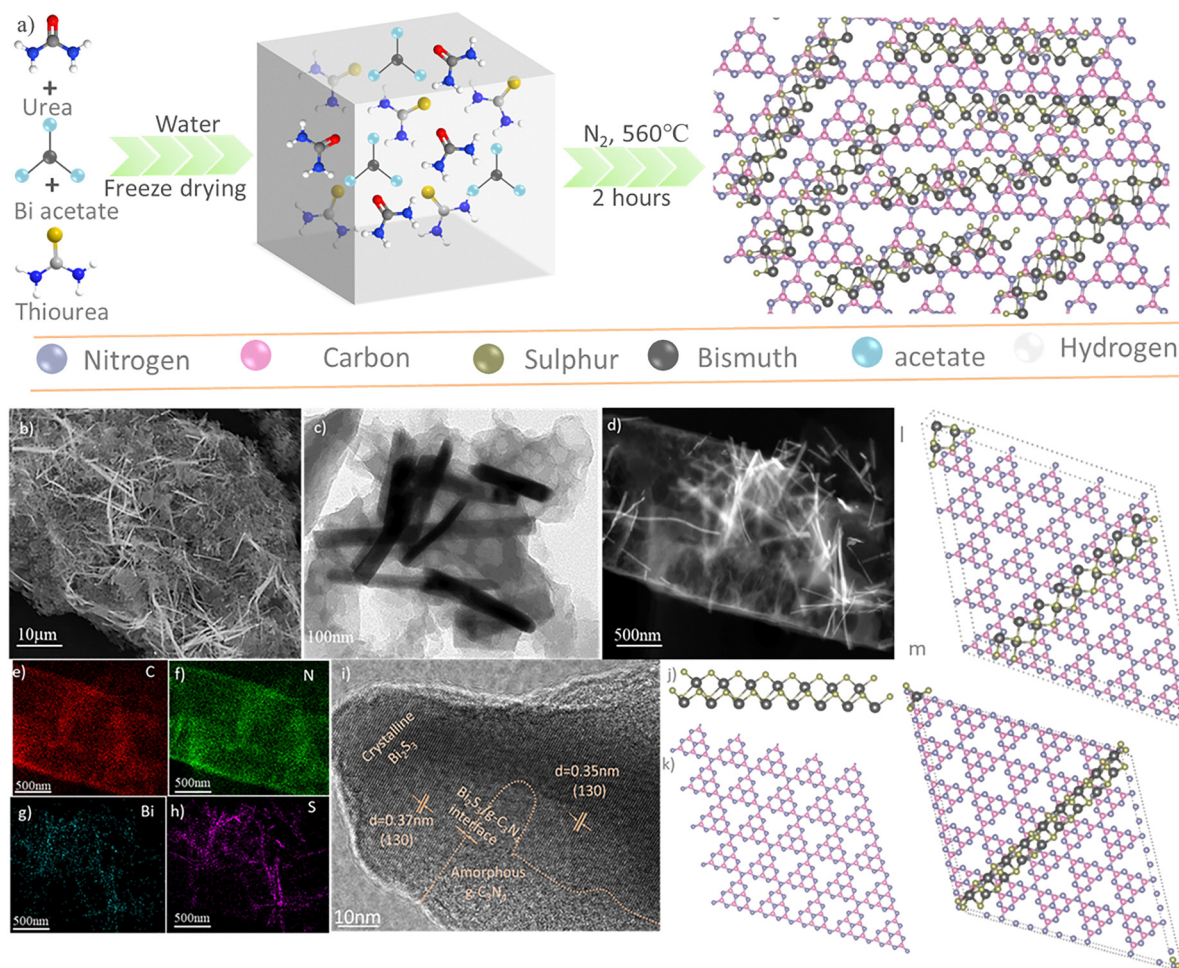 a)
+
Urea
+
Bi acetate
Thiourea
Water
Freeze drying
N₂, 560℃
2 hours
Nitrogen
Carbon
Sulphur
Bismuth
acetate
Hydrogen
b)
10μm
c)
100nm
d)
500nm
l
m
e)
C
500nm
f)
N
g)
Bi
500nm
h)
S
500nm
i)
Crystalline
Bi₂S₃
d=0.37nm
(130)
Bi₂S₃/g-C₃N₄
interface
d=0.35nm
(130)
Amorphous
g-C₃N₄
10nm
j)
k)